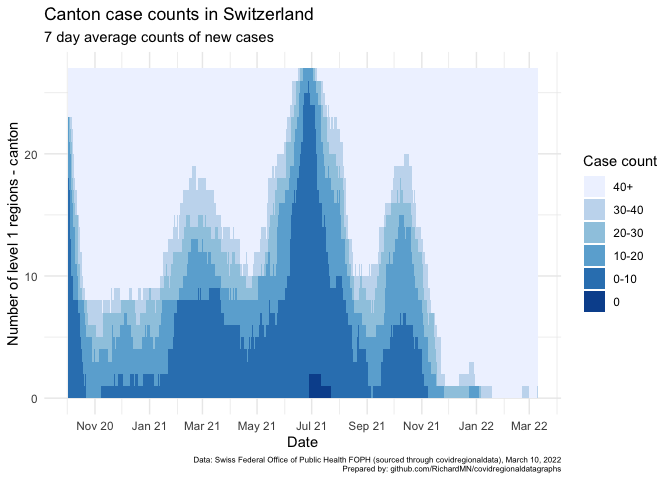 Canton case counts in Switzerland
7 day average counts of new cases
Number of level 1 regions - canton
20
10
0
Nov 20 Jan 21 Mar 21 May 21 Jul 21 Sep 21 Nov 21 Jan 22 Mar 22
Date
Case count
40+
30-40
20-30
10-20
0-10
0
Data: Swiss Federal Office of Public Health FOPH (sourced through covidregionaldata), March 10, 2022
Prepared by: github.com/RichardMN/covidregionaldatagraphs